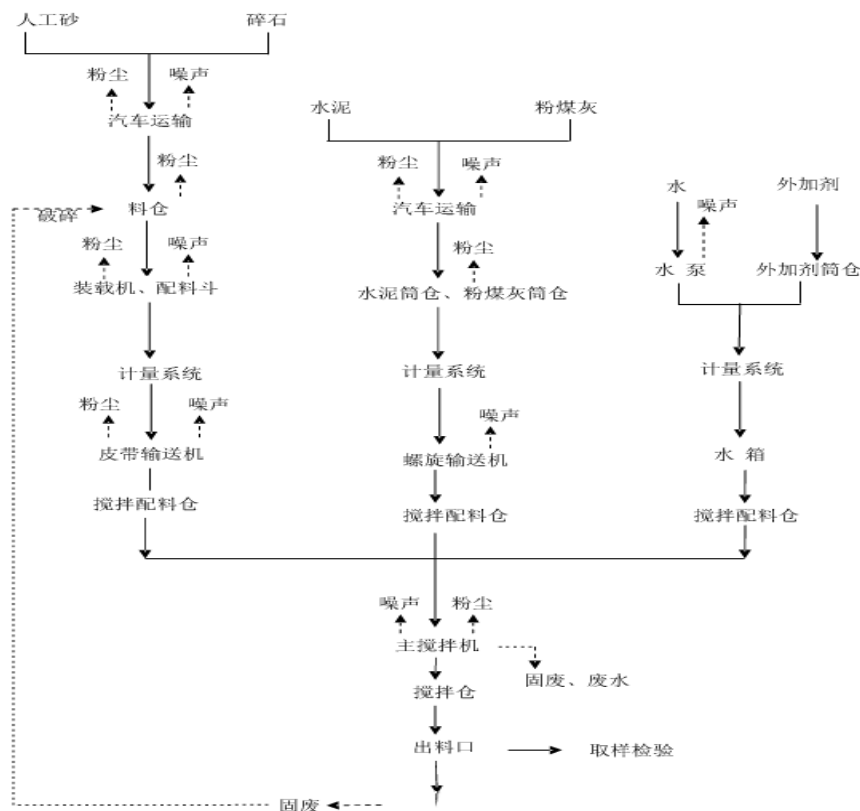 人工砂
碎石
粉尘
噪声
汽车运输
粉尘
破碎
料仓
粉尘
噪声
装载机、配料斗
计量系统
粉尘
噪声
皮带输送机
搅拌配料仓
水泥
粉煤灰
粉尘
噪声
汽车运输
粉尘
水泥筒仓、粉煤灰筒仓
计量系统
噪声
螺旋输送机
搅拌配料仓
水
外加剂
噪声
水 泵
外加剂筒仓
计量系统
水 箱
搅拌配料仓
噪声
粉尘
主搅拌机
固废、废水
搅拌仓
出料口
取样检验
固废